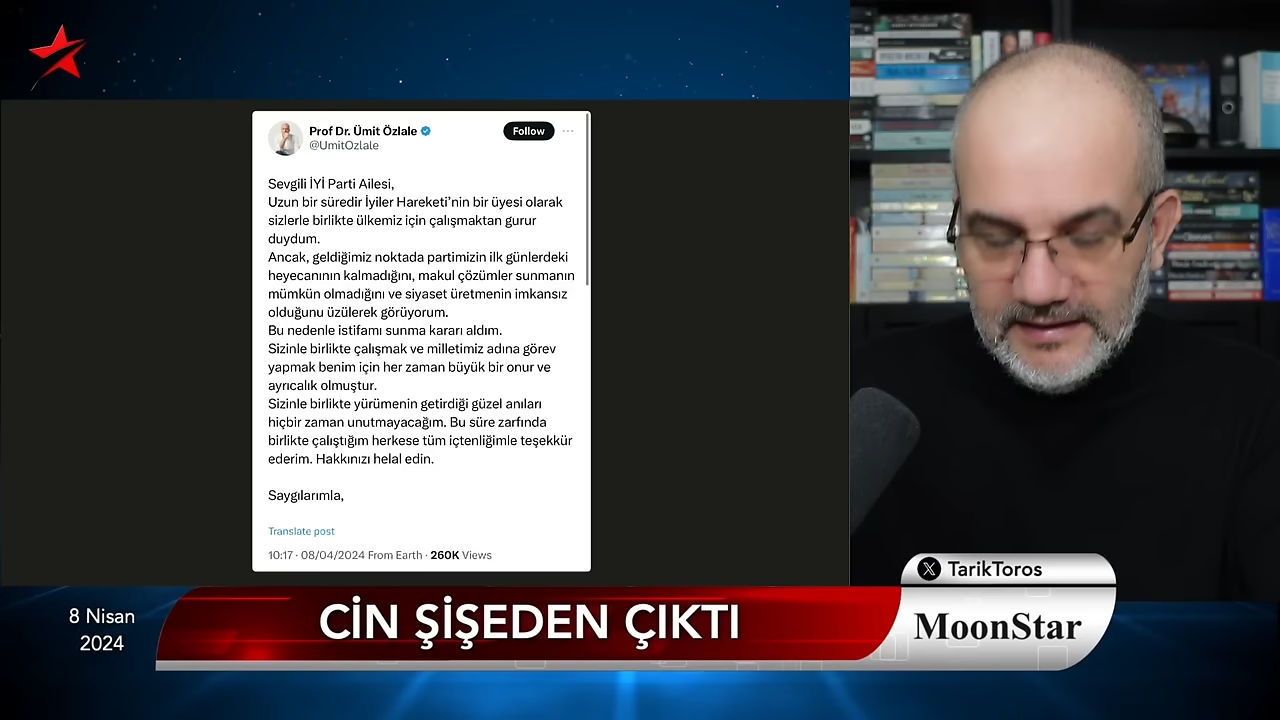 Prof Dr. Ümit Özlale
@UmitOzlale
Follow
Sevgili İYİ Parti Ailesi,
Uzun bir süredir İyiler Hareketi'nin bir üyesi olarak
sizlerle birlikte ülkemiz için çalışmaktan gurur
duydum.
Ancak, geldiğimiz noktada partimizin ilk günlerdeki
heyecanının kalmadığını, makul çözümler sunmanın
mümkün olmadığını ve siyaset üretmenin imkansız
olduğunu üzülerek görüyorum.
Bu nedenle istifamı sunma kararı aldım.
Sizinle birlikte çalışmak ve milletimiz adına görev
yapmak benim için her zaman büyük bir onur ve
ayrıcalık olmuştur.
Sizinle birlikte yürümenin getirdiği güzel anıları
hiçbir zaman unutmayacağım. Bu süre zarfında
birlikte çalıştığım herkese tüm içtenliğimle teşekkür
ederim. Hakkınızı helal edin.
Saygılarımla,
Translate post
10:17 · 08/04/2024 From Earth · 260K Views
TarikToros
8 Nisan
2024
CİN ŞİŞEDEN ÇIKTI
MoonStar